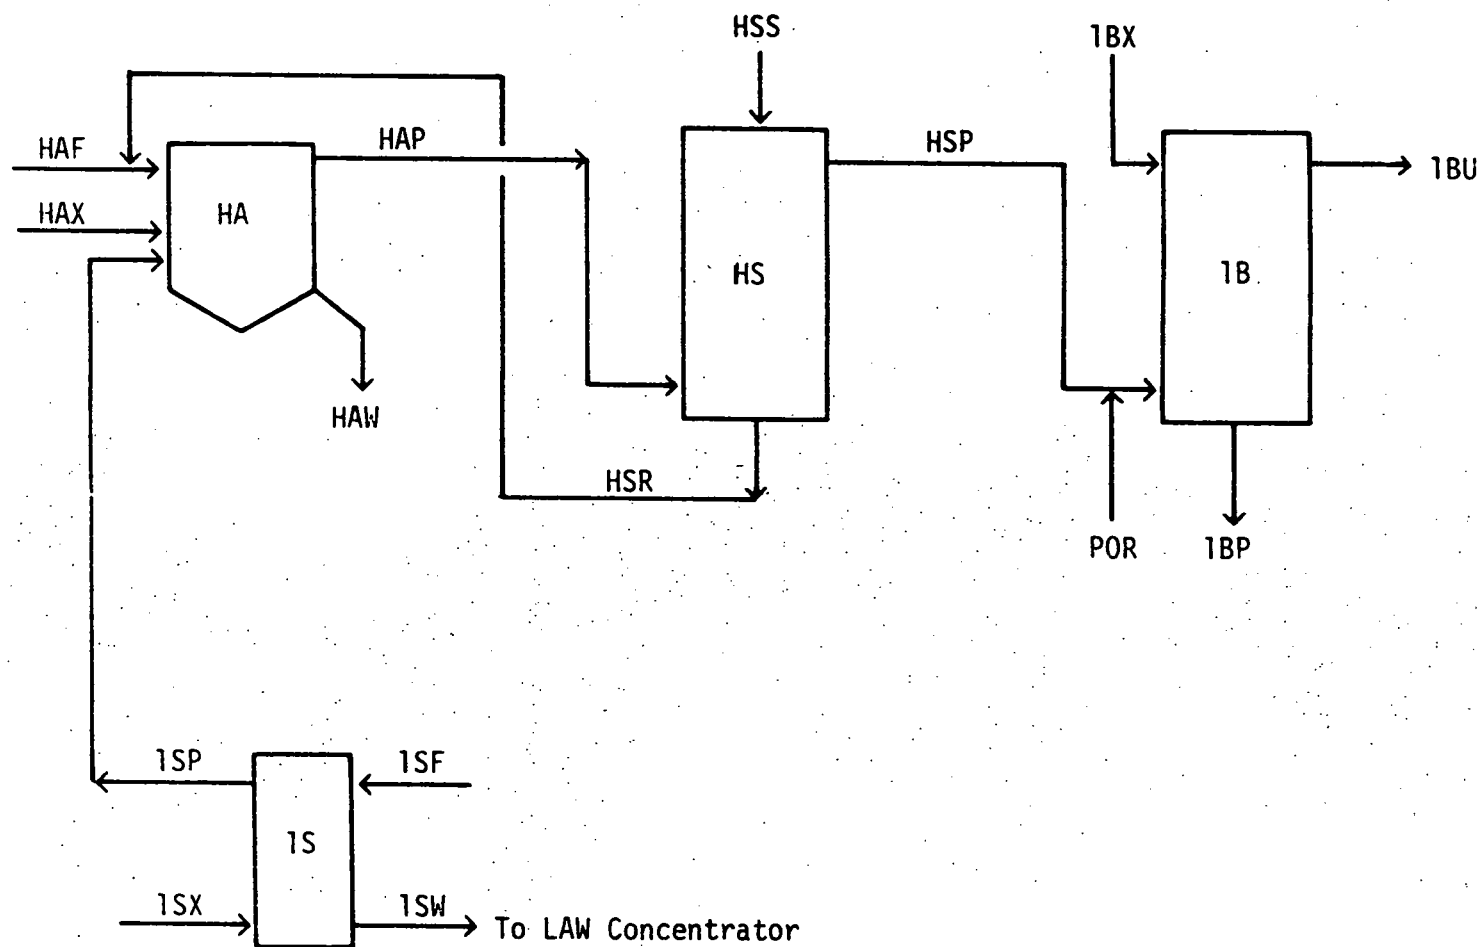 HSS
1BX
HAF
HAP
HSP
1BU
HAX
HA
HS
1B
HAW
HSR
POR
1BP
1SP
1SF
1S
1SX
1SW
To LAW Concentrator